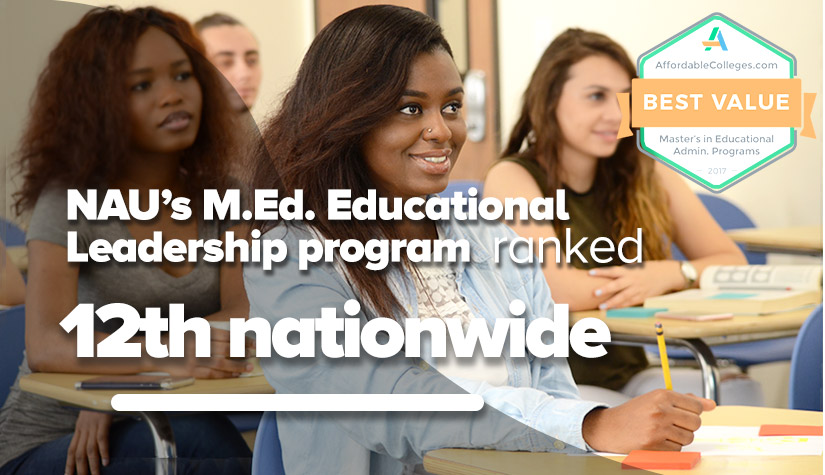 AffordableColleges.com
BEST VALUE
Master's in Educational
Admin. Programs
2017
NAU's M.Ed. Educational
Leadership program ranked
12th nationwide